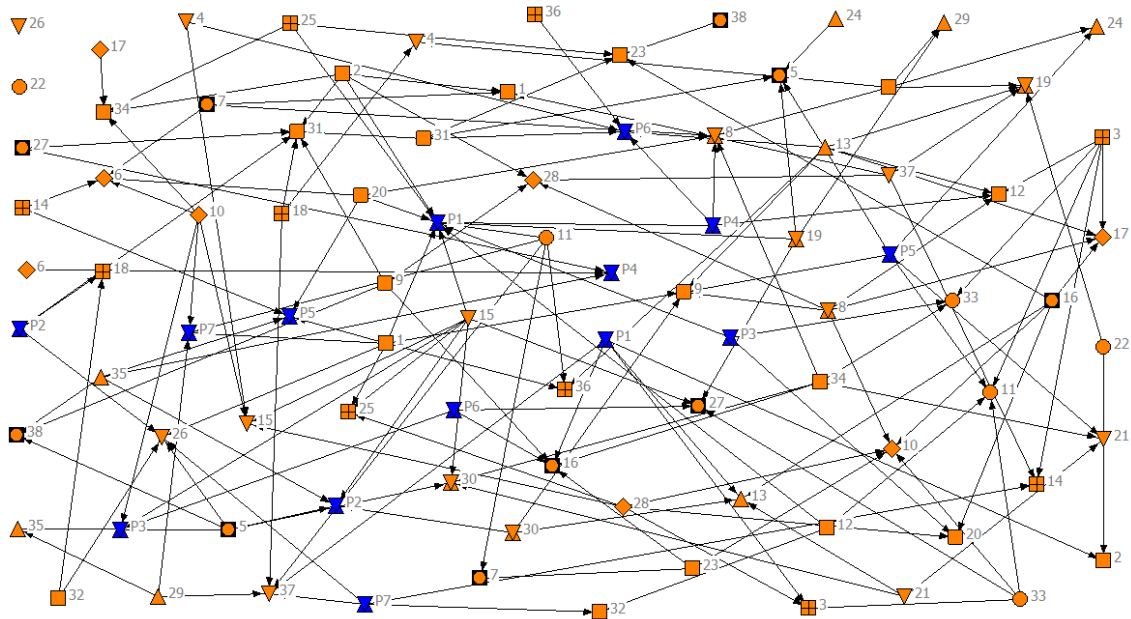 26 4 25 36 38 24 29 24
17 4 23
2 5 19
22 34 7 1
27 31 31 P6 8 13 3
6 20 28 37 12
14 10 18 P1 P4 17
11 19 P5
6 18 P4
9 9 33 16
P2 P7 P5 15 8
1 P1 P3 22
35 36 34
25 P6 27 11
38 26 15 10 21
16
30 14
P2 28 13
35 P3 5 30 12 20
7 23 2
32 29 37 P7 32 3 21 33